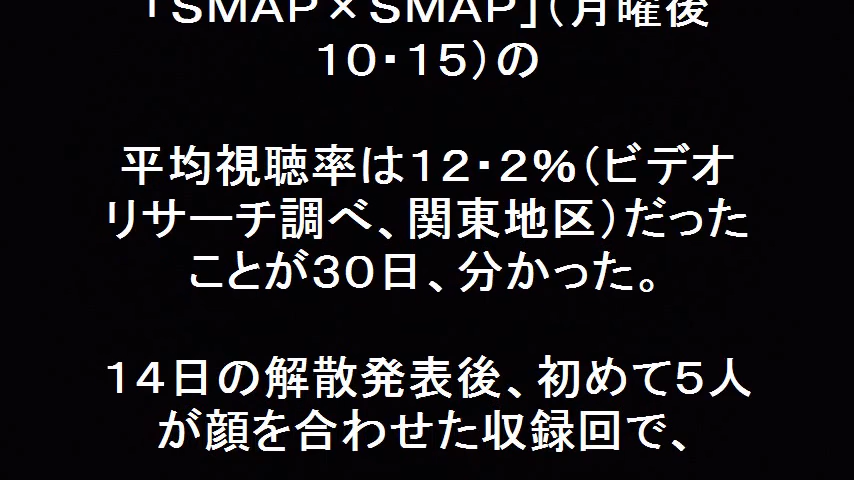 「ＳＭＡＰ×ＳＭＡＰ」（月曜後
１０・１５）の
平均視聴率は１２・２％（ビデオ
リサーチ調べ、関東地区）だった
ことが３０日、分かった。
１４日の解散発表後、初めて５人
が顔を合わせた収録回で、